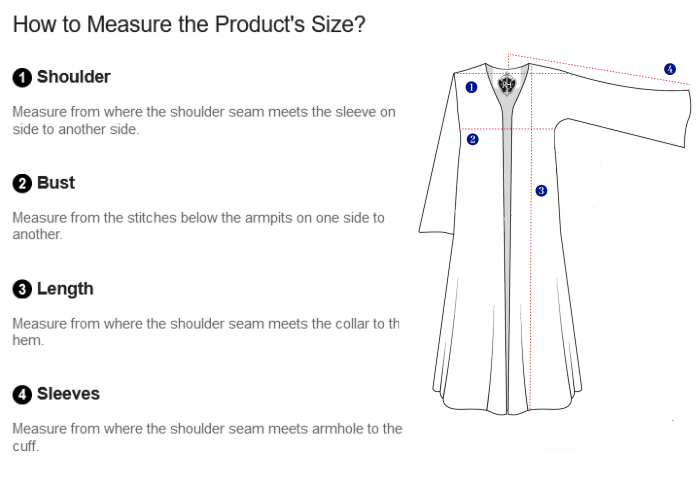 How to Measure the Product's Size?
1 Shoulder
Measure from where the shoulder seam meets the sleeve on
side to another side.
2 Bust
Measure from the stitches below the armpits on one side to
another.
3 Length
Measure from where the shoulder seam meets the collar to th
hem.
4 Sleeves
Measure from where the shoulder seam meets armhole to the
cuff.
4
1
2
3